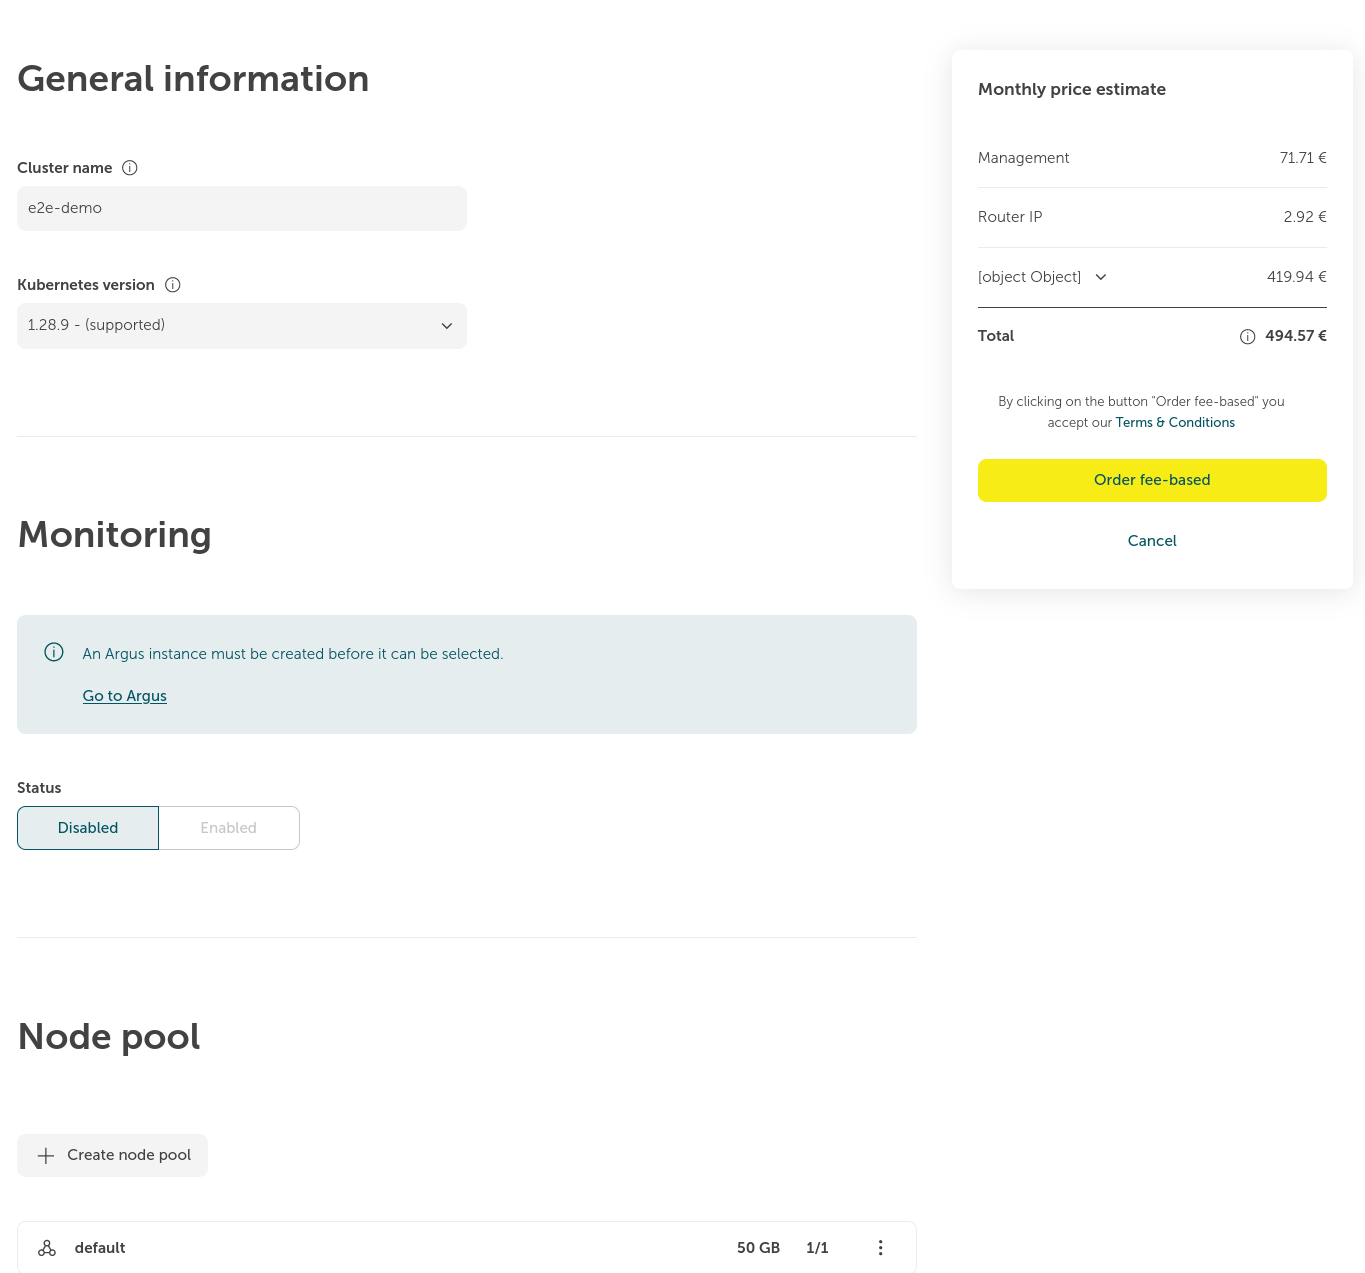 General information
Cluster name
e2e-demo
Kubernetes version
1.28.9 - (supported)
Monitoring
An Argus instance must be created before it can be selected.
Go to Argus
Status
Disabled Enabled
Node pool
Create node pool
default 50 GB 1/1
Monthly price estimate
Management 71.71 €
Router IP 2.92 €
[object Object] 419.94 €
Total 494.57 €
By clicking on the button "Order fee-based" you
accept our Terms & Conditions
Order fee-based
Cancel